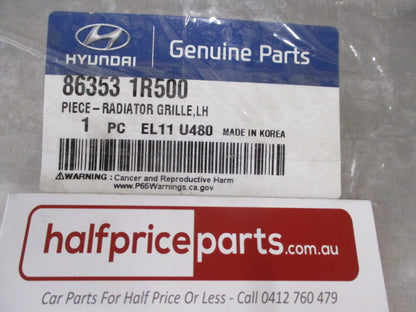 HYUNDAI
Genuine Parts
86353 1R500
PIECE-RADIATOR GRILLE,LH
1 PC EL11 U480 MADE IN KOREA
⚠WARNING : Cancer and Reproductive Harm
www.P65Warnings.ca.gov
halfpriceparts.com.au
Car Parts For Half Price Or Less - Call 0412 760 479